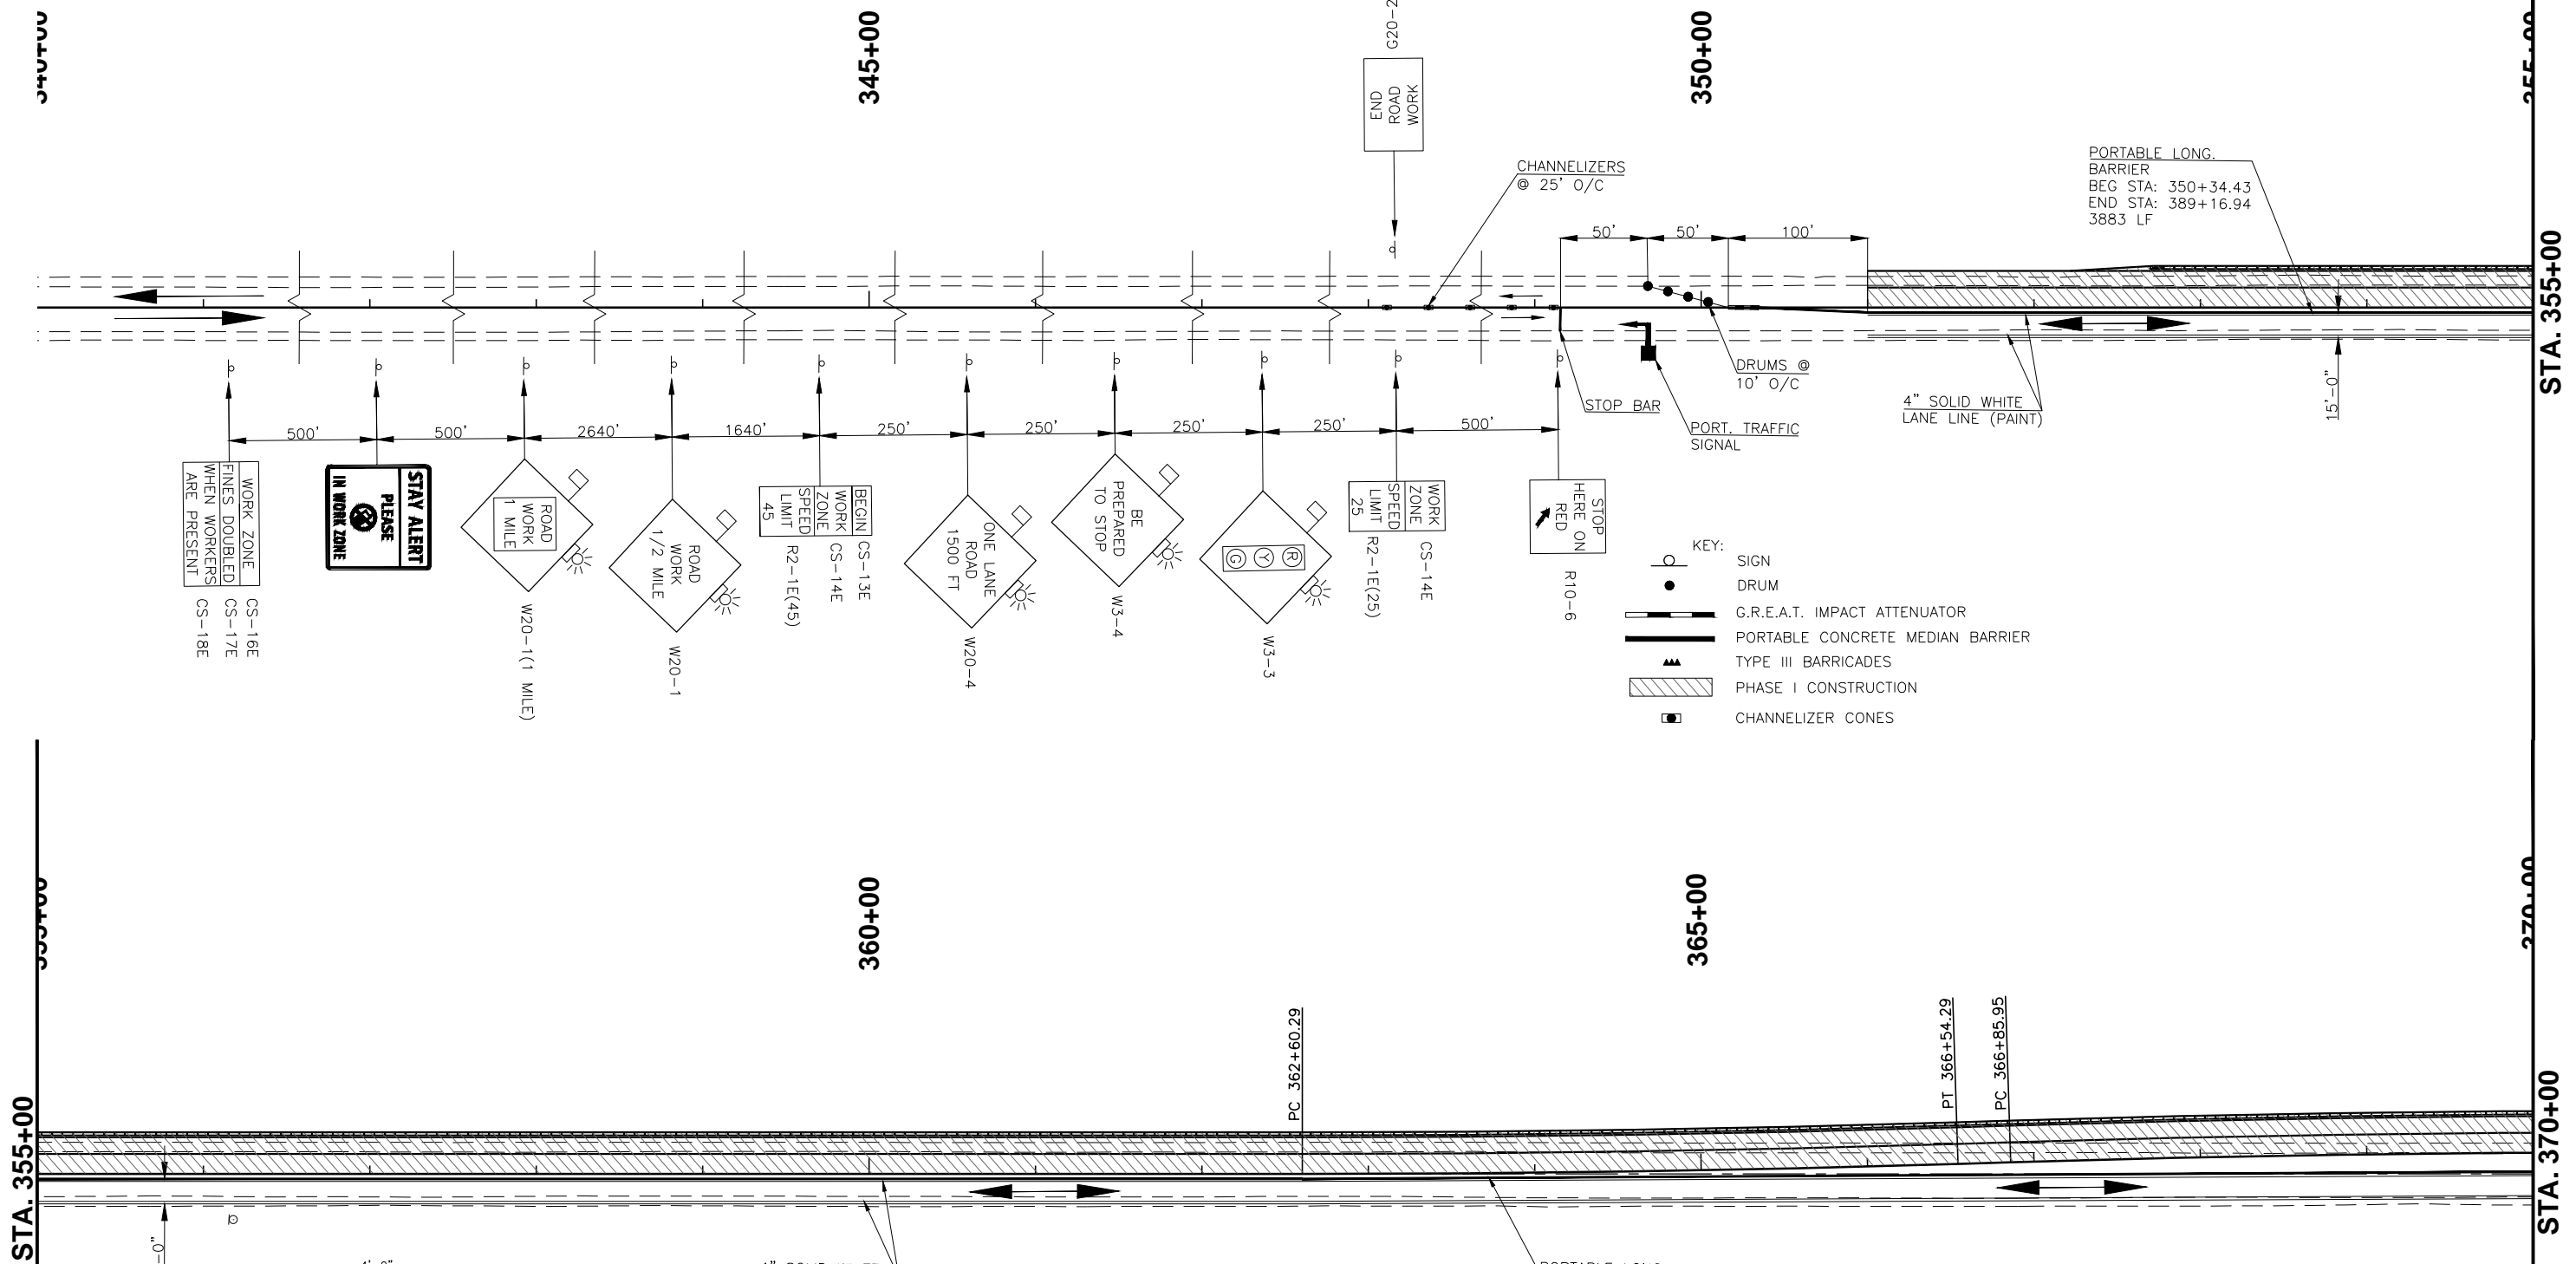 345+00
350+00
G20-2
END
ROAD
WORK
CHANNELIZERS
@ 25' O/C
PORTABLE LONG.
BARRIER
BEG STA: 350+34.43
END STA: 389+16.94
3883 LF
50'
50'
100'
STA. 355+00
DRUMS @
10' O/C
STOP BAR
PORT. TRAFFIC
SIGNAL
4" SOLID WHITE
LANE LINE (PAINT)
15'-0"
500'
500'
2640'
1640'
250'
250'
250'
250'
500'
WORK ZONE
FINES DOUBLED
WHEN WORKERS
ARE PRESENT
CS-16E
CS-17E
CS-18E
STAY ALERT
PLEASE
IN WORK ZONE
ROAD
WORK
1 MILE
W20-1(1 MILE)
ROAD
WORK
1/2 MILE
W20-1
BEGIN
WORK
ZONE
SPEED
LIMIT
45
CS-13E
CS-14E
R2-1E(45)
ONE LANE
ROAD
1500 FT
W20-4
BE
PREPARED
TO STOP
W3-4
R
Y
G
W3-3
WORK
ZONE
SPEED
LIMIT
25
CS-14E
R2-1E(25)
STOP
HERE ON
RED
R10-6
KEY:
SIGN
DRUM
G.R.E.A.T. IMPACT ATTENUATOR
PORTABLE CONCRETE MEDIAN BARRIER
TYPE III BARRICADES
PHASE I CONSTRUCTION
CHANNELIZER CONES
360+00
365+00
PC 362+60.29
PT 366+54.29
PC 366+85.95
STA. 355+00
STA. 370+00
-0"